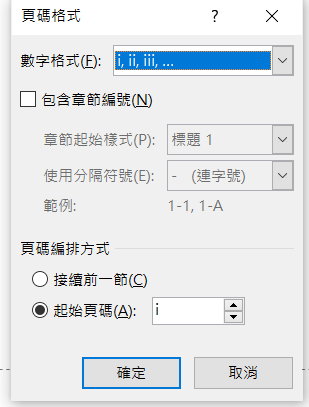 頁碼格式 ? ×
數字格式(F): i, ii, iii, ...
包含章節編號(N)
章節起始樣式(P): 標題 1
使用分隔符號(E): - (連字號)
範例: 1-1, 1-A
頁碼編排方式
接續前一節(C)
起始頁碼(A): i
確定 取消